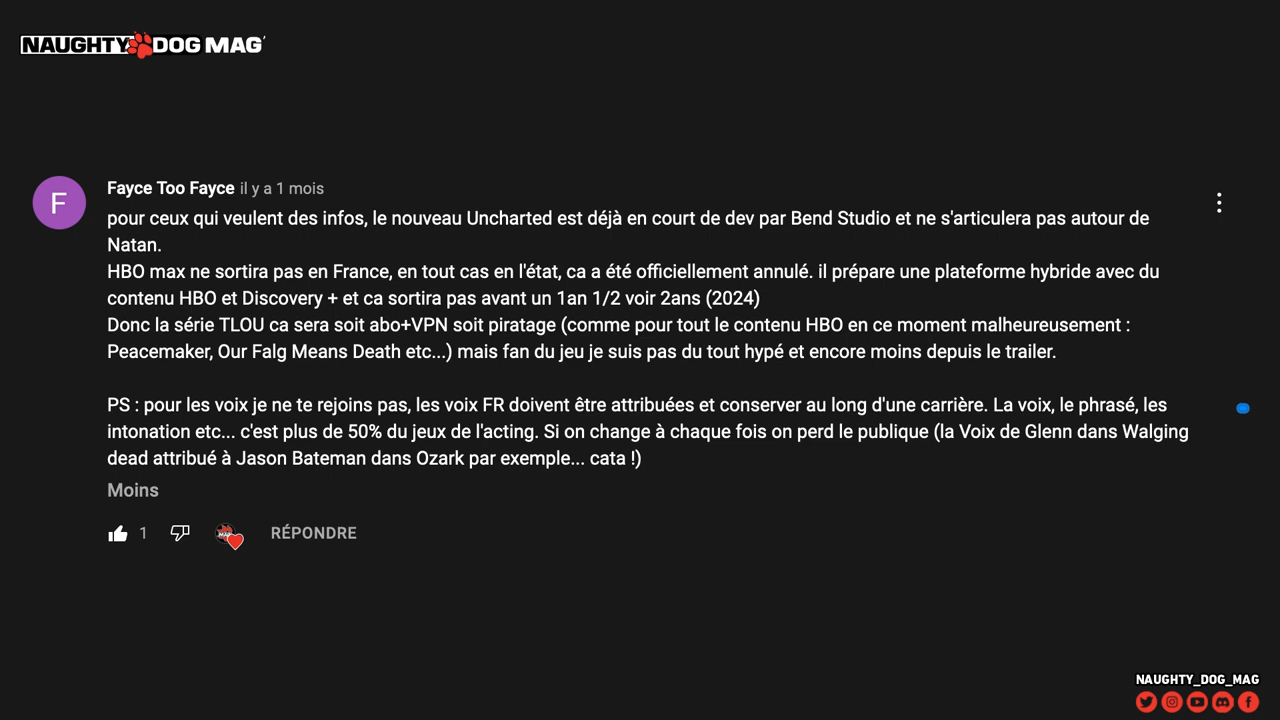 NAUGHTY DOG MAG'
F
Fayce Too Fayce il y a 1 mois
pour ceux qui veulent des infos, le nouveau Uncharted est déjà en court de dev par Bend Studio et ne s'articulera pas autour de
Natan.
HBO max ne sortira pas en France, en tout cas en l'état, ca a été officiellement annulé. il prépare une plateforme hybride avec du
contenu HBO et Discovery + et ca sortira pas avant un 1an 1/2 voir 2ans (2024)
Donc la série TLOU ca sera soit abo+VPN soit piratage (comme pour tout le contenu HBO en ce moment malheureusement :
Peacemaker, Our Falg Means Death etc...) mais fan du jeu je suis pas du tout hypé et encore moins depuis le trailer.
PS : pour les voix je ne te rejoins pas, les voix FR doivent être attribuées et conserver au long d'une carrière. La voix, le phrasé, les
intonation etc... c'est plus de 50% du jeux de l'acting. Si on change à chaque fois on perd le publique (la Voix de Glenn dans Walging
dead attribué à Jason Bateman dans Ozark par exemple... cata !)
Moins
1 RÉPONDRE
NAUGHTY_DOG_MAG